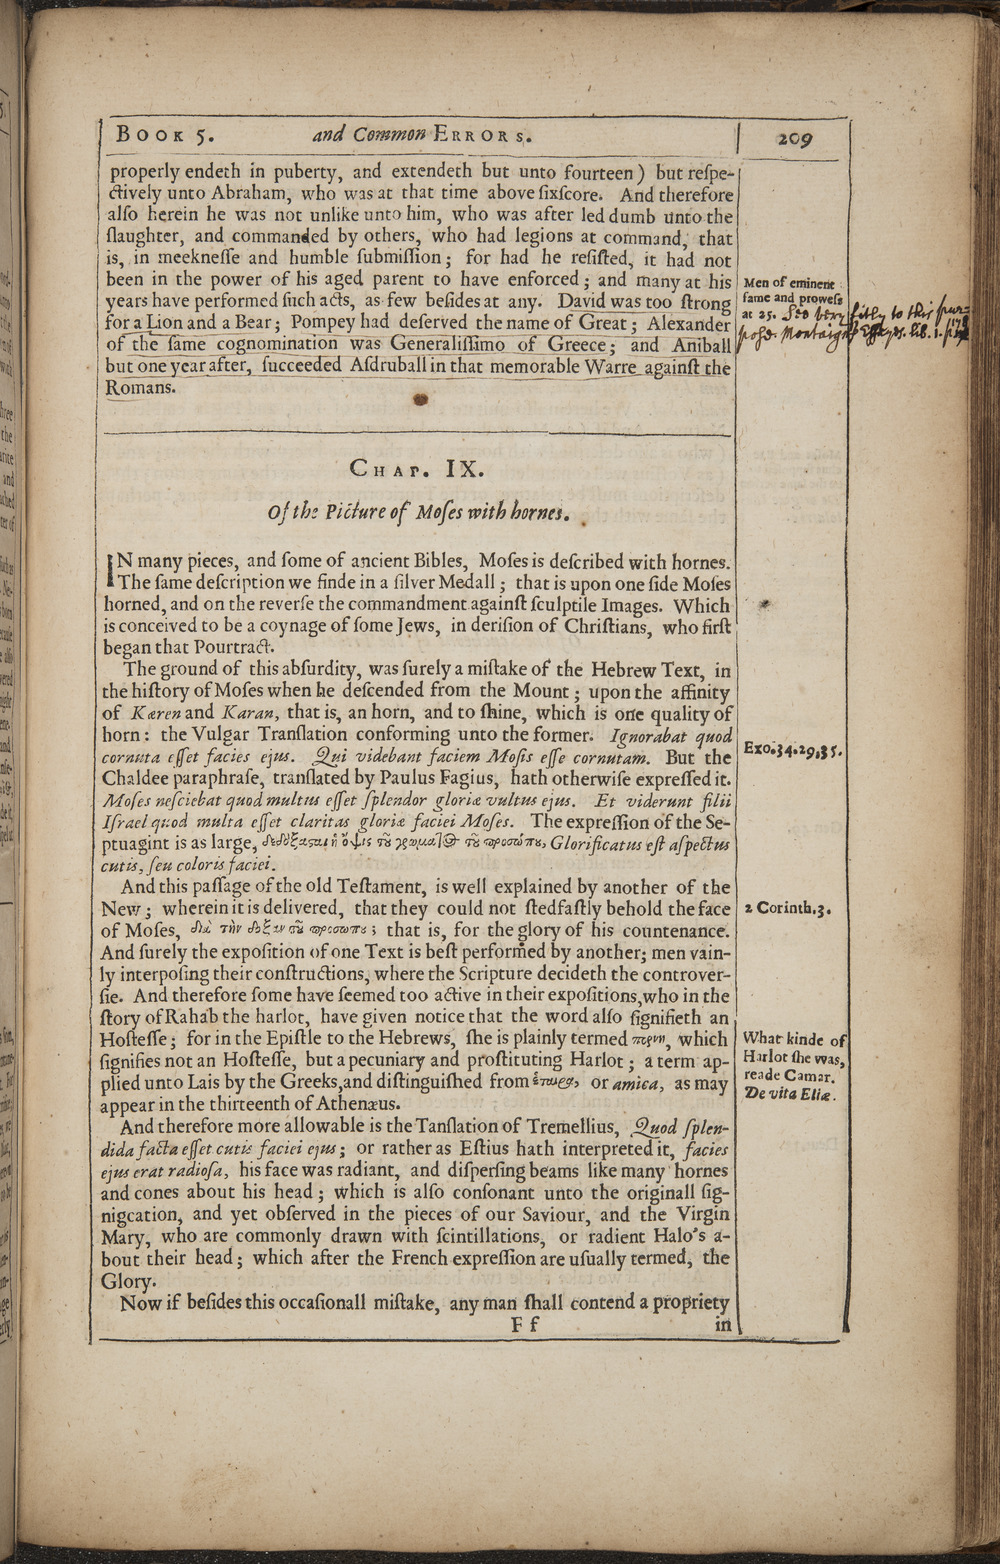 BOOK 5. and Common ERRORS. 209
properly endeth in puberty, and extendeth but unto fourteen) but reſpe-
ctively unto Abraham, who was at that time above ſixſcore. And therefore
alſo herein he was not unlike unto him, who was after led dumb unto the
ſlaughter, and commanded by others, who had legions at command, that
is, in meekneſſe and humble ſubmiſſion; for had he reſiſted, it had not
been in the power of his aged parent to have enforced; and many at his
years have performed ſuch acts, as few beſides at any. David was too ſtrong
for a Lion and a Bear; Pompey had deſerved the name of Great; Alexander
of the ſame cognomination was Generaliſſimo of Greece; and Aniball
but one year after, ſucceeded Aſdruball in that memorable Warre againſt the
Romans.
Men of eminent
fame and proweſs
at 25. See very fitly to this pur-
pose Montaign's Essayes. lib. 1.
CHAP. IX.
Of the Picture of Moſes with hornes.
IN many pieces, and ſome of ancient Bibles, Moſes is deſcribed with hornes.
The ſame deſcription we finde in a ſilver Medall; that is upon one ſide Moſes
horned, and on the reverſe the commandment againſt ſculptile Images. Which
is conceived to be a coynage of ſome Jews, in deriſion of Chriſtians, who firſt
began that Pourtract.
The ground of this abſurdity, was ſurely a miſtake of the Hebrew Text, in
the hiſtory of Moſes when he deſcended from the Mount; upon the affinity
of Kæren and Karan, that is, an horn, and to ſhine, which is one quality of
horn: the Vulgar Tranſlation conforming unto the former. Ignorabat quod
cornuta eſſet facies ejus. Qui videbant faciem Moſis eſſe cornutam. But the
Chaldee paraphraſe, tranſlated by Paulus Fagius, hath otherwiſe expreſſed it.
Moſes neſciebat quod multus eſſet ſplendor gloriæ vultus ejus. Et viderunt filii
Iſrael quod multa eſſet claritas gloriæ faciei Moſes. The expreſſion of the Se-
ptuagint is as large, δεδόξασται ἡ ὄψις τοῦ χρώματος τοῦ προσώπου, Glorificatus eſt aſpectus
cutis, ſeu coloris faciei.
Exo.34.29,35.
And this paſſage of the old Teſtament, is well explained by another of the
New; wherein it is delivered, that they could not ſtedfaſtly behold the face
of Moſes, διὰ τὴν δόξαν τοῦ προσώπου; that is, for the glory of his countenance.
And ſurely the expoſition of one Text is beſt performed by another; men vain-
ly interpoſing their conſtructions, where the Scripture decideth the controver-
ſie. And therefore ſome have ſeemed too active in their expoſitions, who in the
ſtory of Rahab the harlot, have given notice that the word alſo ſignifieth an
Hoſteſſe; for in the Epiſtle to the Hebrews, ſhe is plainly termed πόρνη, which
ſignifies not an Hoſteſſe, but a pecuniary and proſtituting Harlot; a term ap-
plied unto Lais by the Greeks, and diſtinguiſhed from ἑταίρα, or amica, as may
appear in the thirteenth of Athenæus.
2 Corinth.3.
What kinde of
Harlot ſhe was,
reade Camar.
De vita Eliæ.
And therefore more allowable is the Tanſlation of Tremellius, Quod ſplen-
dida facta eſſet cutis faciei ejus; or rather as Eſtius hath interpreted it, facies
ejus erat radioſa, his face was radiant, and diſperſing beams like many hornes
and cones about his head; which is alſo conſonant unto the originall ſig-
nigcation, and yet obſerved in the pieces of our Saviour, and the Virgin
Mary, who are commonly drawn with ſcintillations, or radient Halo's a-
bout their head; which after the French expreſſion are uſually termed, the
Glory.
Now if beſides this occaſionall miſtake, any man ſhall contend a propriety
F f in